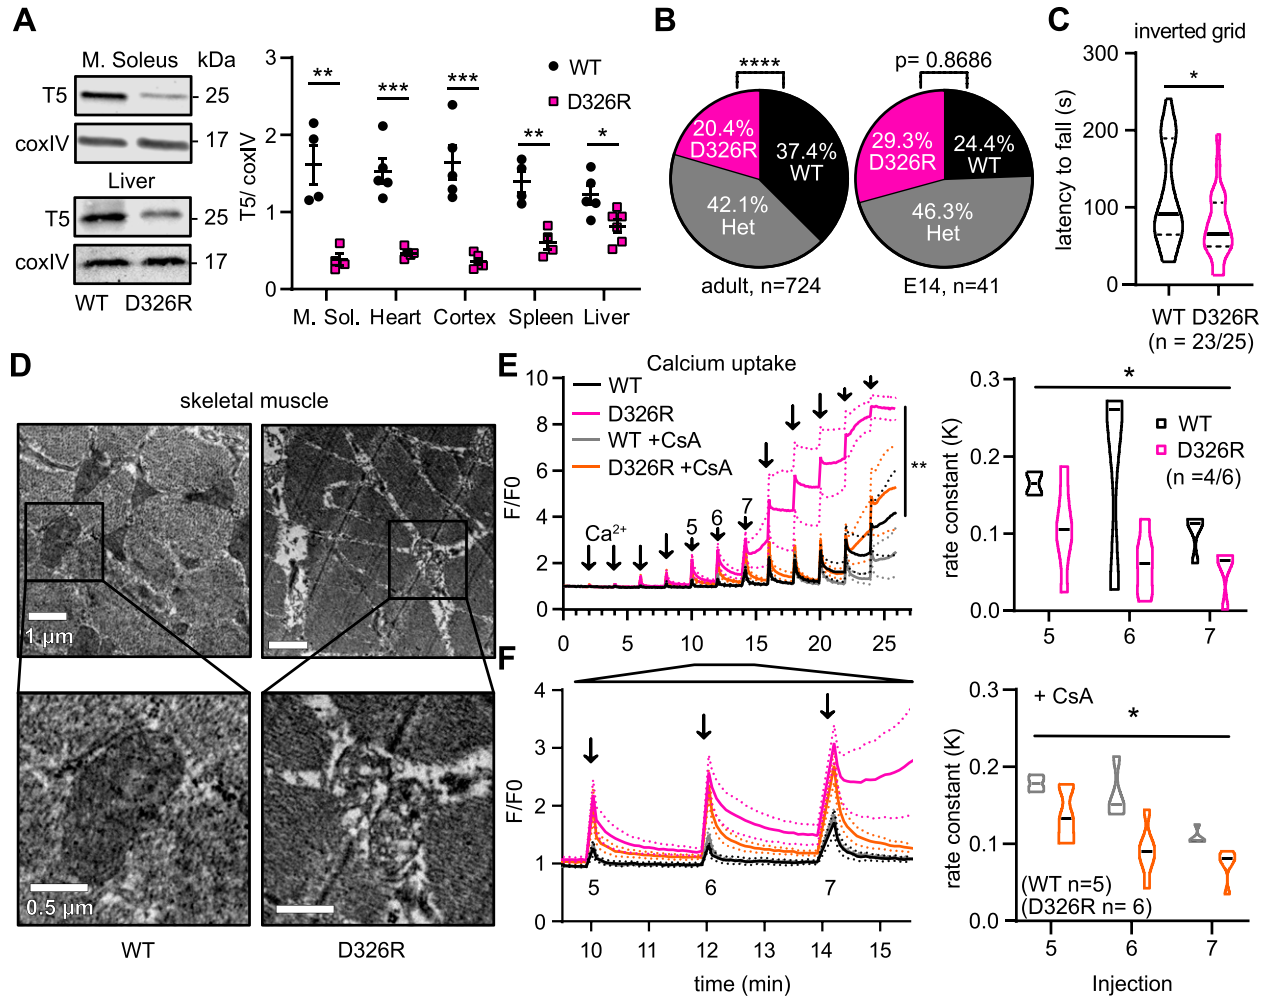 A
M. Soleus kDa
T5 25
coxIV 17
Liver
T5 25
coxIV 17
WT D326R
T5/ coxIV
3
2
1
0
WT
D326R
** *** *** ** *
M. Sol. Heart Cortex Spleen Liver
B
**** p= 0.8686
20.4% D326R
37.4% WT
42.1% Het
adult, n=724
29.3% D326R
24.4% WT
46.3% Het
E14, n=41
C
inverted grid
latency to fall (s)
300
200
100
0
*
WT D326R
(n = 23/25)
D
skeletal muscle
1 µm
0.5 µm
WT D326R
E
Calcium uptake
F/F0
10
8
6
4
2
0
WT
D326R
WT +CsA
D326R +CsA
Ca2+
5 6 7
**
0 5 10 15 20 25
rate constant (K)
0.3
0.2
0.1
0.0
*
WT
D326R
(n =4/6)
5 6 7
F
F/F0
4
3
2
1
0
5 6 7
10 11 12 13 14 15
time (min)
rate constant (K)
0.3
0.2
0.1
0.0
+ CsA
*
(WT n=5)
(D326R n= 6)
5 6 7
Injection